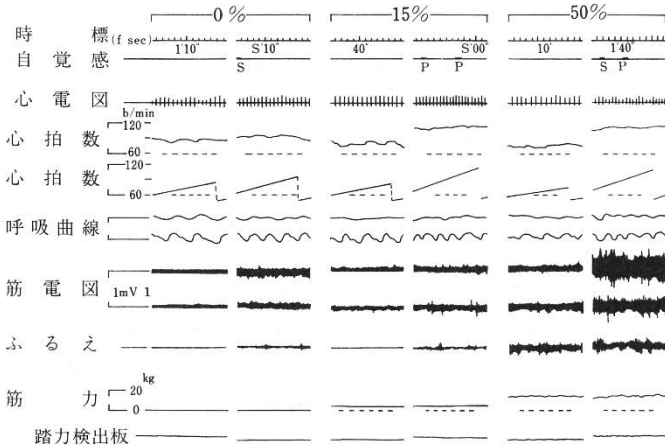 0% 15% 50%
時標 (f sec) 1'10" S'10" 40" S'00" 10" 1'40"
自覚感 S P P S P
心電図
b/min
心拍数 120 60
心拍数 120 60
呼吸曲線
筋電図 1mV 1
ふるえ
kg
筋力 20 0
踏力検出板